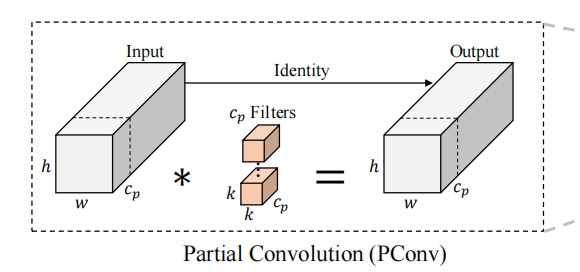 Input
Output
Identity
c_p Filters
h
w
c_p
*
k
k
c_p
=
h
w
c_p
Partial Convolution (PConv)